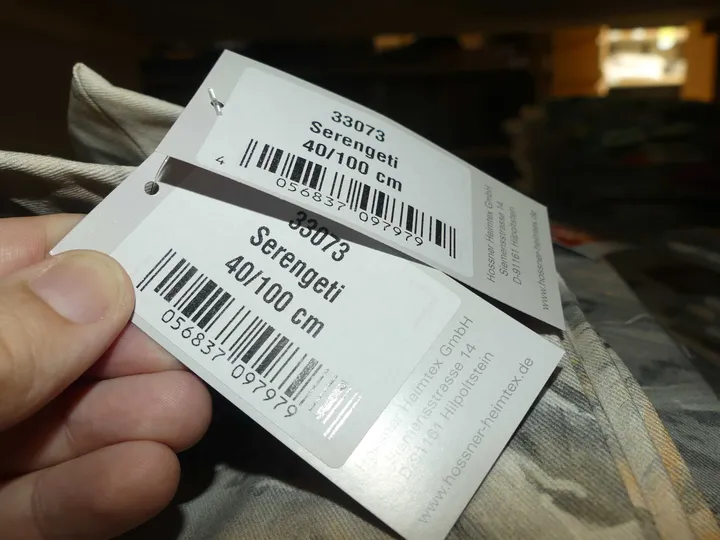 33073
Serengeti
40/100 cm
4 056837 097979
Hossner Heimtex GmbH
Siemensstrasse 14
D-91161 Hilpoltstein
www.hossner-heimtex.de
33073
Serengeti
40/100 cm
056837 097979
Heimtex GmbH
Siemensstrasse 14
D-91161 Hilpoltstein
www.hossner-heimtex.de